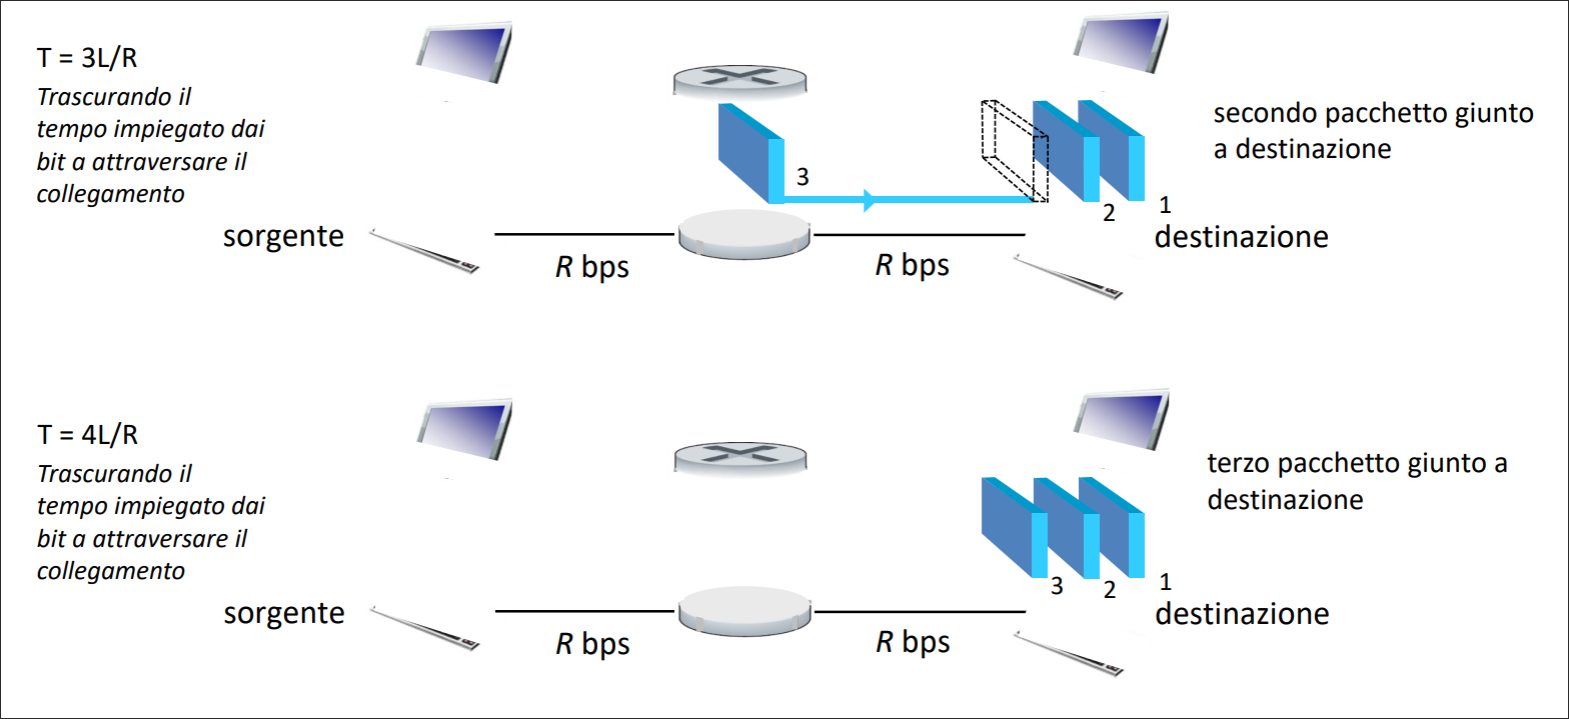 T = 3L/R
Trascurando il
tempo impiegato dai
bit a attraversare il
collegamento
secondo pacchetto giunto
a destinazione
3
2
1
sorgente
destinazione
R bps
R bps
T = 4L/R
Trascurando il
tempo impiegato dai
bit a attraversare il
collegamento
terzo pacchetto giunto a
destinazione
3
2
1
sorgente
destinazione
R bps
R bps